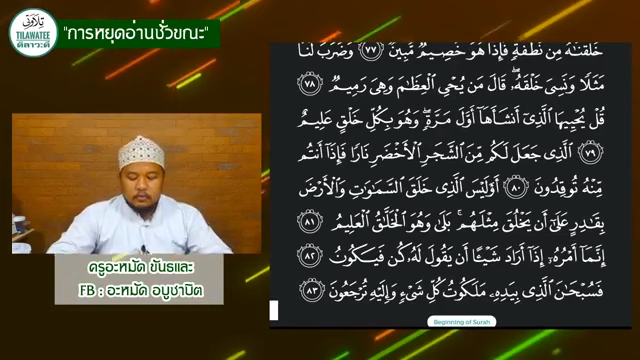 تلاوتي
TILAWATEE
ติลาวะตี
"การหยุดอ่านชั่วขณะ"
خَلَقْنَٰهُ مِن نُّطْفَةٍ فَإِذَا هُوَ خَصِيمٌ مُّبِينٌ ٧٧ وَضَرَبَ لَنَا
مَثَلًا وَنَسِىَ خَلْقَهُۥ ۖ قَالَ مَن يُحْىِ ٱلْعِظَٰمَ وَهِىَ رَمِيمٌ ٧٨
قُلْ يُحْيِيهَا ٱلَّذِىٓ أَنشَأَهَآ أَوَّلَ مَرَّةٍ ۖ وَهُوَ بِكُلِّ خَلْقٍ عَلِيمٌ
٧٩ ٱلَّذِى جَعَلَ لَكُم مِّنَ ٱلشَّجَرِ ٱلْأَخْضَرِ نَارًا فَإِذَآ أَنتُم
مِّنْهُ تُوقِدُونَ ٨٠ أَوَلَيْسَ ٱلَّذِى خَلَقَ ٱلسَّمَٰوَٰتِ وَٱلْأَرْضَ
بِقَٰدِرٍ عَلَىٰٓ أَن يَخْلُقَ مِثْلَهُم ۚ بَلَىٰ وَهُوَ ٱلْخَلَّٰقُ ٱلْعَلِيمُ ٨١
إِنَّمَآ أَمْرُهُۥٓ إِذَآ أَرَادَ شَيْـًٔا أَن يَقُولَ لَهُۥ كُن فَيَكُونُ ٨٢
فَسُبْحَٰنَ ٱلَّذِى بِيَدِهِۦ مَلَكُوتُ كُلِّ شَىْءٍ وَإِلَيْهِ تُرْجَعُونَ ٨٣
Beginning of Surah
ครูอะหมัด ขันธและ
FB : อะหมัด อบูชานิต